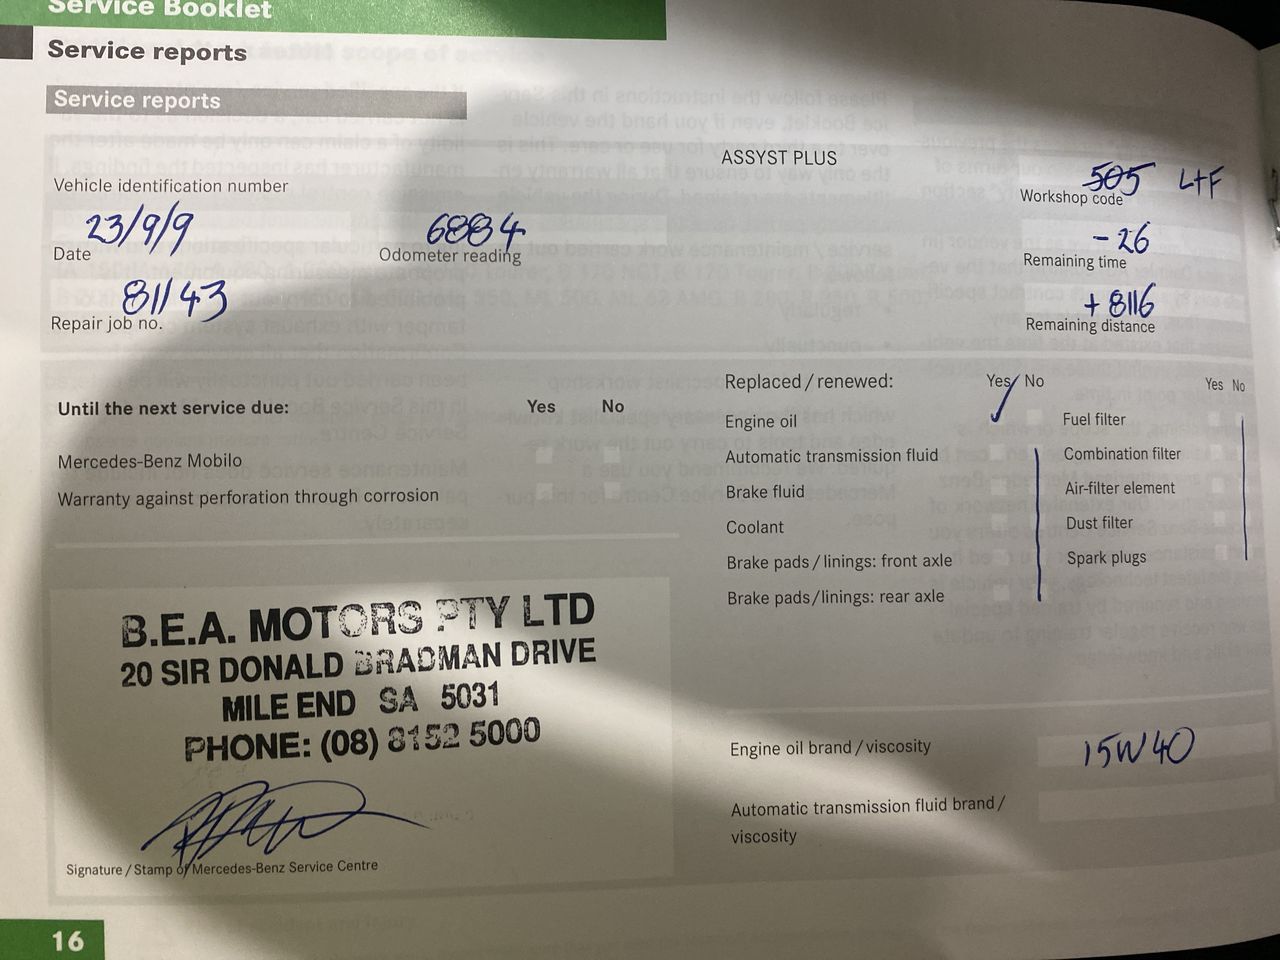 Service Booklet
Service reports
Service reports
ASSYST PLUS
505 L+F
Workshop code
Vehicle identification number
23/9/9
Date
6884
Odometer reading
- 26
Remaining time
81143
Repair job no.
+ 8116
Remaining distance
Until the next service due: Yes No
Mercedes-Benz Mobilo
Warranty against perforation through corrosion
Replaced / renewed: Yes No
Engine oil
Automatic transmission fluid
Brake fluid
Coolant
Brake pads / linings: front axle
Brake pads/linings: rear axle
Yes No
Fuel filter
Combination filter
Air-filter element
Dust filter
Spark plugs
B.E.A. MOTORS PTY LTD
20 SIR DONALD BRADMAN DRIVE
MILE END SA 5031
PHONE: (08) 8152 5000
Signature / Stamp of Mercedes-Benz Service Centre
Engine oil brand / viscosity 15W40
Automatic transmission fluid brand /
viscosity
16